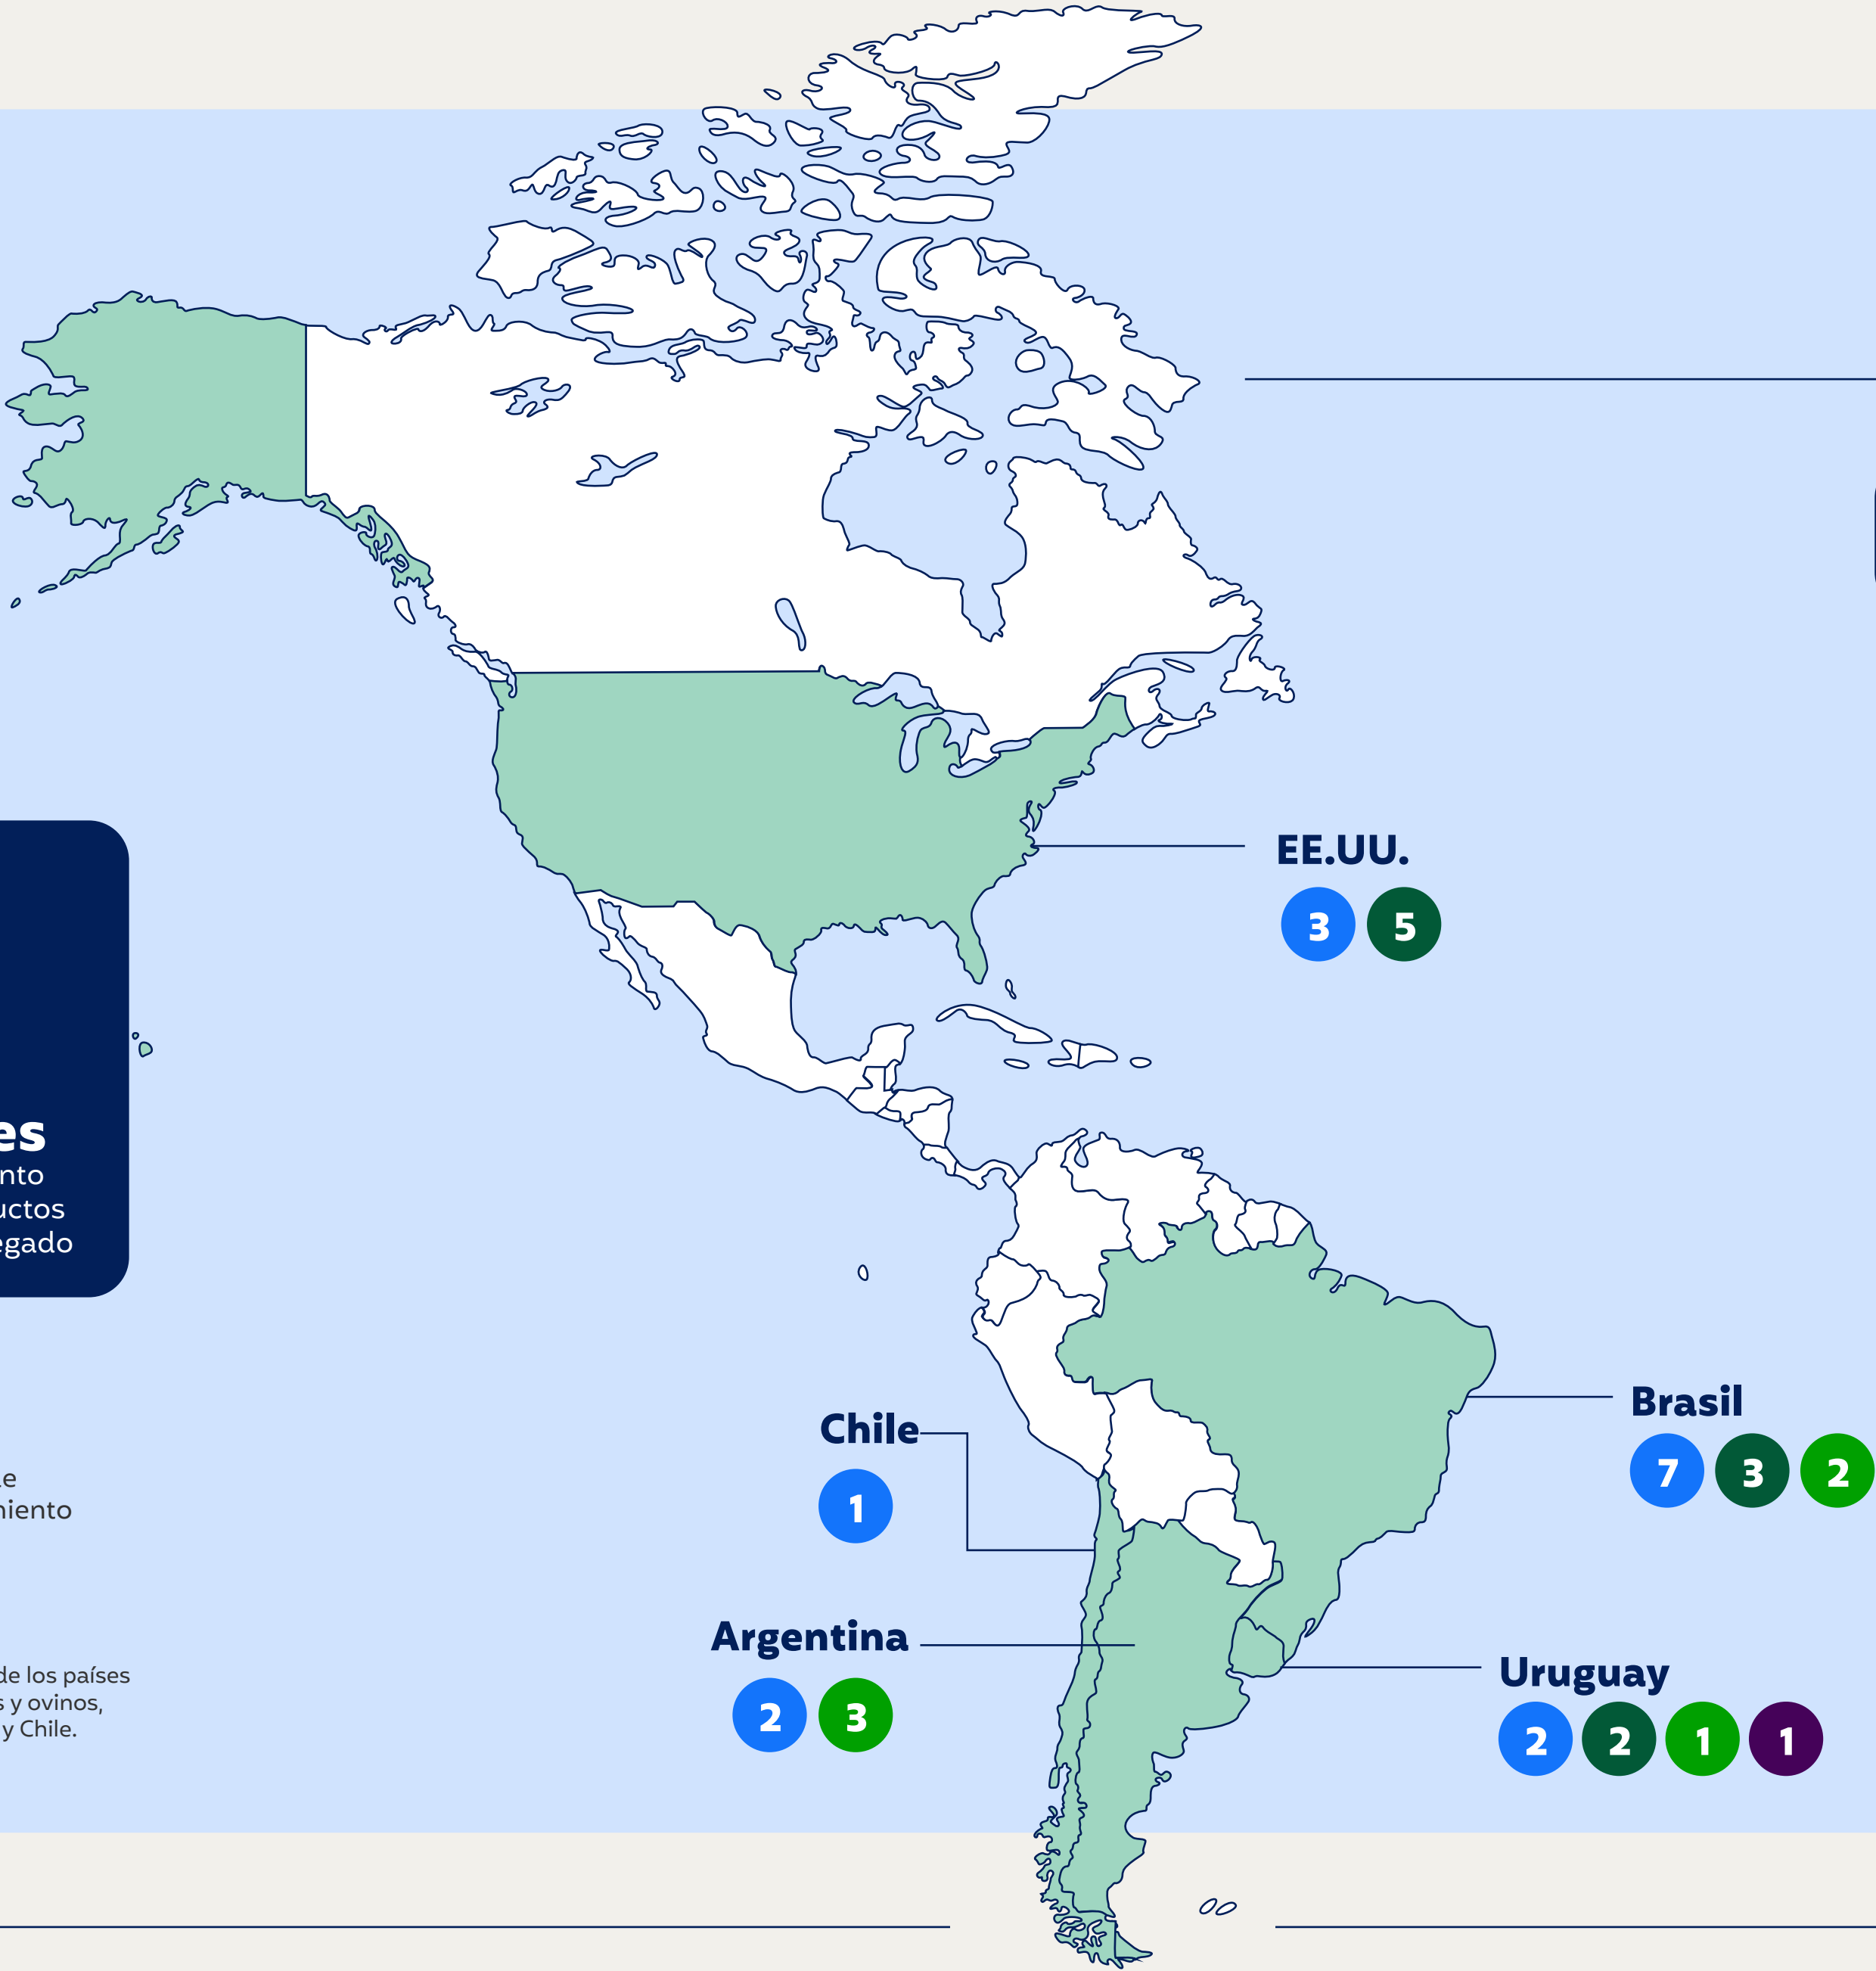 EE.UU.
3 5
es
nto
uctos
egado
Brasil
7 3 2
Chile
1
e
miento
Argentina
2 3
de los países
s y ovinos,
y Chile.
Uruguay
2 2 1 1